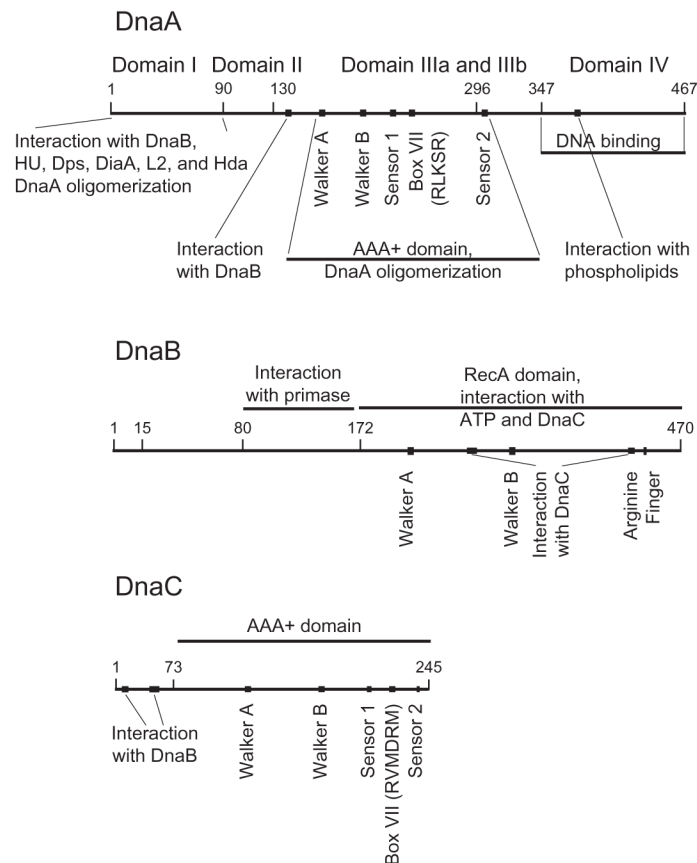 DnaA
Domain I Domain II Domain IIIa and IIIb Domain IV
1 90 130 296 347 467
Interaction with DnaB,
HU, Dps, DiaA, L2, and Hda
DnaA oligomerization
Walker A
Walker B
Sensor 1
Box VII
(RLKSR)
Sensor 2
DNA binding
Interaction
with DnaB
AAA+ domain,
DnaA oligomerization
Interaction with
phospholipids
DnaB
Interaction
with primase
RecA domain,
interaction with
ATP and DnaC
1 15 80 172 470
Walker A
Walker B
Interaction
with DnaC
Arginine
Finger
DnaC
AAA+ domain
1 73 245
Interaction
with DnaB
Walker A
Walker B
Sensor 1
Box VII (RVMDRM)
Sensor 2